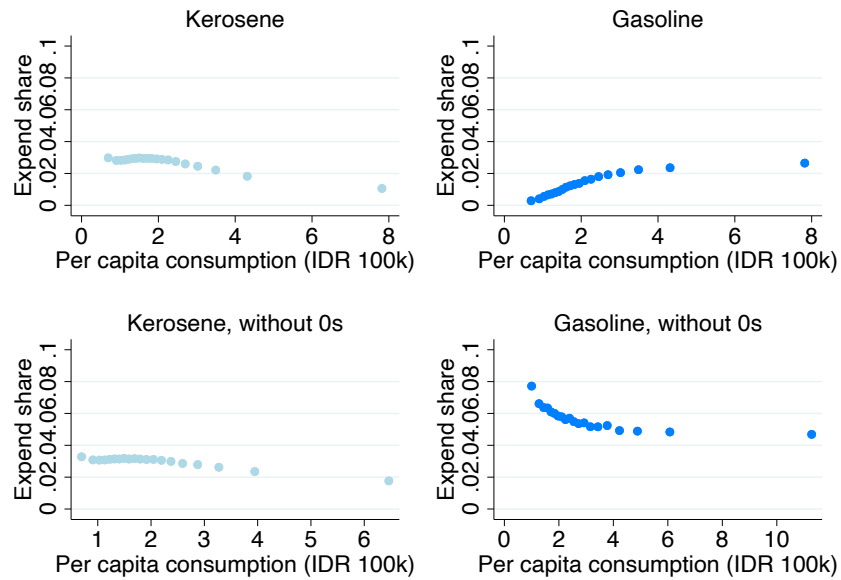 Kerosene
Expend share
0 .02 .04 .06 .08 .1
0 2 4 6 8
Per capita consumption (IDR 100k)
Gasoline
Expend share
0 .02 .04 .06 .08 .1
0 2 4 6 8
Per capita consumption (IDR 100k)
Kerosene, without 0s
Expend share
0 .02 .04 .06 .08 .1
1 2 3 4 5 6
Per capita consumption (IDR 100k)
Gasoline, without 0s
Expend share
0 .02 .04 .06 .08 .1
0 2 4 6 8 10
Per capita consumption (IDR 100k)